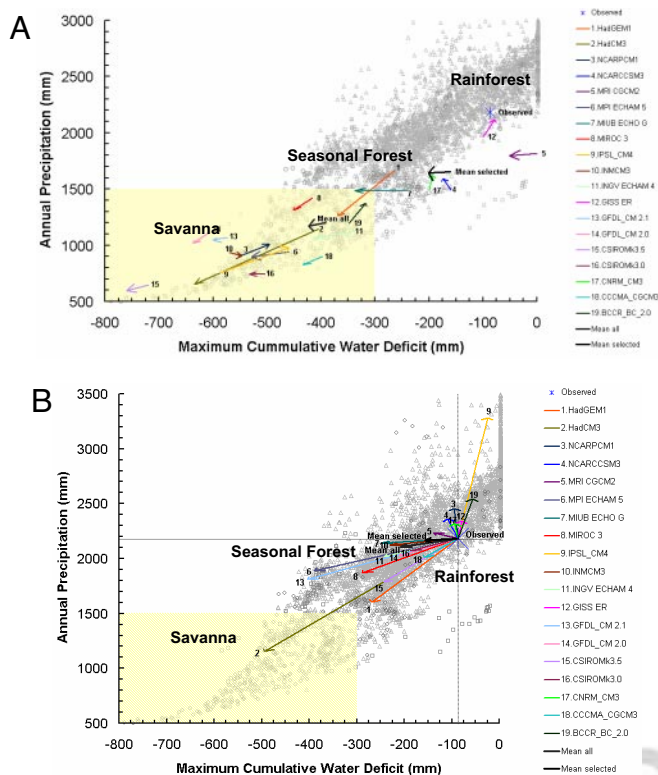 A
Annual Precipitation (mm)
3000
2500
2000
1500
1000
500
-800 -700 -600 -500 -400 -300 -200 -100 0
Maximum Cummulative Water Deficit (mm)
Rainforest
Seasonal Forest
Savanna
Observed
12
5
1
Mean selected
17 4
7
8
Mean all
19
2
11
13
10 3
6
18
9
16
15
Observed
1.HadGEM1
2.HadCM3
3.NCARPCM1
4.NCARCCSM3
5.MRI CGCM2
6.MPI ECHAM 5
7.MIUB ECHO G
8.MIROC 3
9.IPSL_CM4
10.INMCM3
11.INGV ECHAM 4
12.GISS ER
13.GFDL_CM 2.1
14.GFDL_CM 2.0
15.CSIROMk3.5
16.CSIROMk3.0
17.CNRM_CM3
18.CCCMA_CGCM3
19.BCCR_BC_2.0
Mean all
Mean selected
B
Annual Precipitation (mm)
3500
3000
2500
2000
1500
1000
500
-800 -700 -600 -500 -400 -300 -200 -100 0
Maximum Cumulative Water Deficit (mm)
9
19
3
4
12
5
Mean selected
Observed
7
Mean all
16
Seasonal Forest
11 14 18
6
8
Rainforest
13
15
1
Savanna
2
Observed
1.HadGEM1
2.HadCM3
3.NCARPCM1
4.NCARCCSM3
5.MRI CGCM2
6.MPI ECHAM 5
7.MIUB ECHO G
8.MIROC 3
9.IPSL_CM4
10.INMCM3
11.INGV ECHAM 4
12.GISS ER
13.GFDL_CM 2.1
14.GFDL_CM 2.0
15.CSIROMk3.5
16.CSIROMk3.0
17.CNRM_CM3
18.CCCMA_CGCM3
19.BCCR_BC_2.0
Mean all
Mean selected